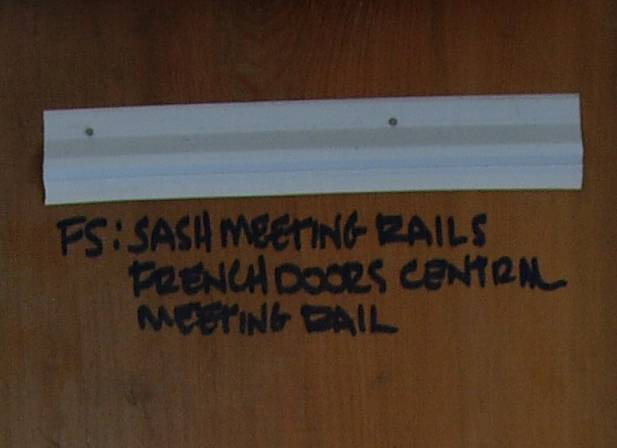 FS: SASH MEETING RAILS
FRENCH DOORS CENTRAL
MEETING RAIL